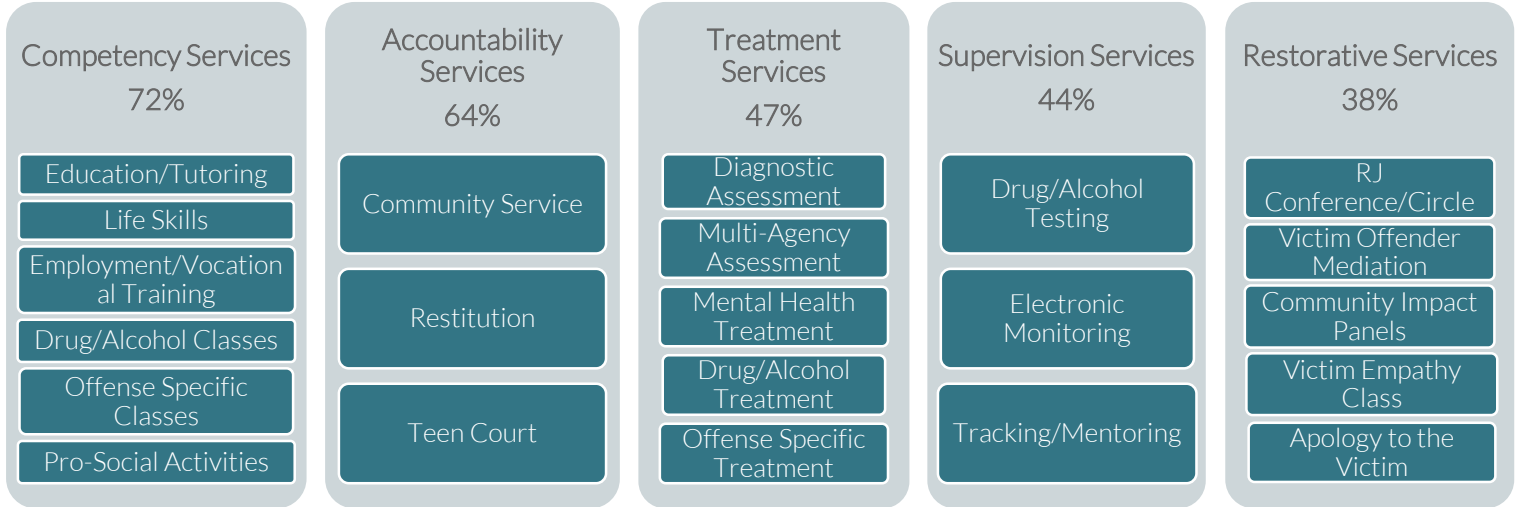 Competency Services
72%
Education/Tutoring
Life Skills
Employment/Vocation
al Training
Drug/Alcohol Classes
Offense Specific
Classes
Pro-Social Activities
Accountability
Services
64%
Community Service
Restitution
Teen Court
Treatment
Services
47%
Diagnostic
Assessment
Multi-Agency
Assessment
Mental Health
Treatment
Drug/Alcohol
Treatment
Offense Specific
Treatment
Supervision Services
44%
Drug/Alcohol
Testing
Electronic
Monitoring
Tracking/Mentoring
Restorative Services
38%
RJ
Conference/Circle
Victim Offender
Mediation
Community Impact
Panels
Victim Empathy
Class
Apology to the
Victim